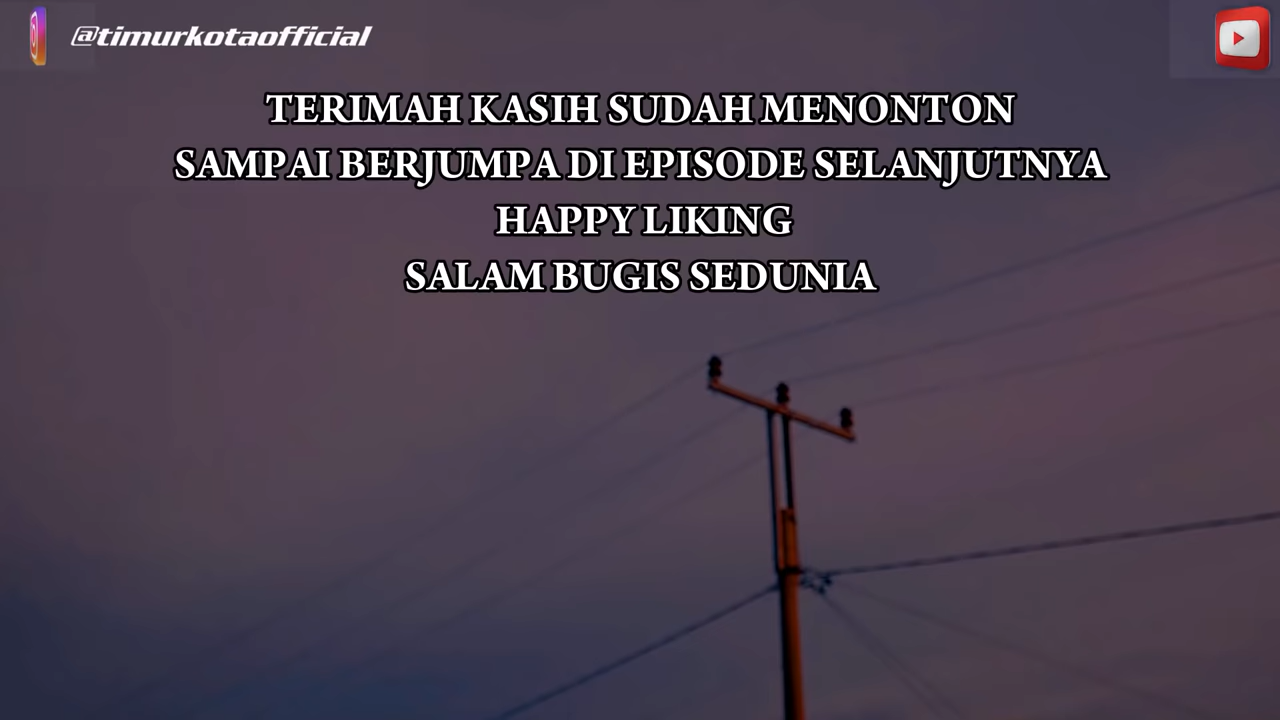 @timurkotaofficial
TERIMAH KASIH SUDAH MENONTON
SAMPAI BERJUMPA DI EPISODE SELANJUTNYA
HAPPY LIKING
SALAM BUGIS SEDUNIA